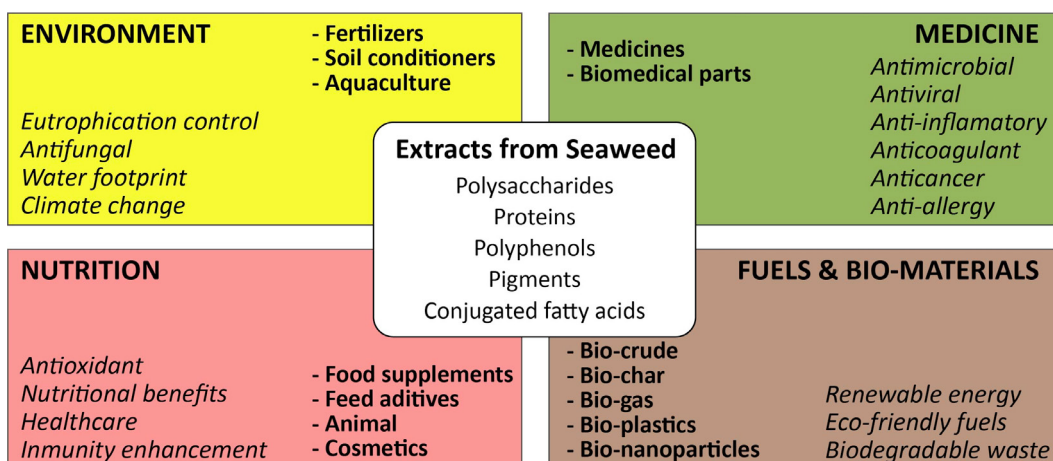 ENVIRONMENT
- Fertilizers
- Soil conditioners
- Aquaculture
Eutrophication control
Antifungal
Water footprint
Climate change
MEDICINE
- Medicines
- Biomedical parts
Antimicrobial
Antiviral
Anti-inflamatory
Anticoagulant
Anticancer
Anti-allergy
Extracts from Seaweed
Polysaccharides
Proteins
Polyphenols
Pigments
Conjugated fatty acids
NUTRITION
Antioxidant
Nutritional benefits
Healthcare
Inmunity enhancement
- Food supplements
- Feed aditives
- Animal
- Cosmetics
FUELS & BIO-MATERIALS
- Bio-crude
- Bio-char
- Bio-gas
- Bio-plastics
- Bio-nanoparticles
Renewable energy
Eco-friendly fuels
Biodegradable waste